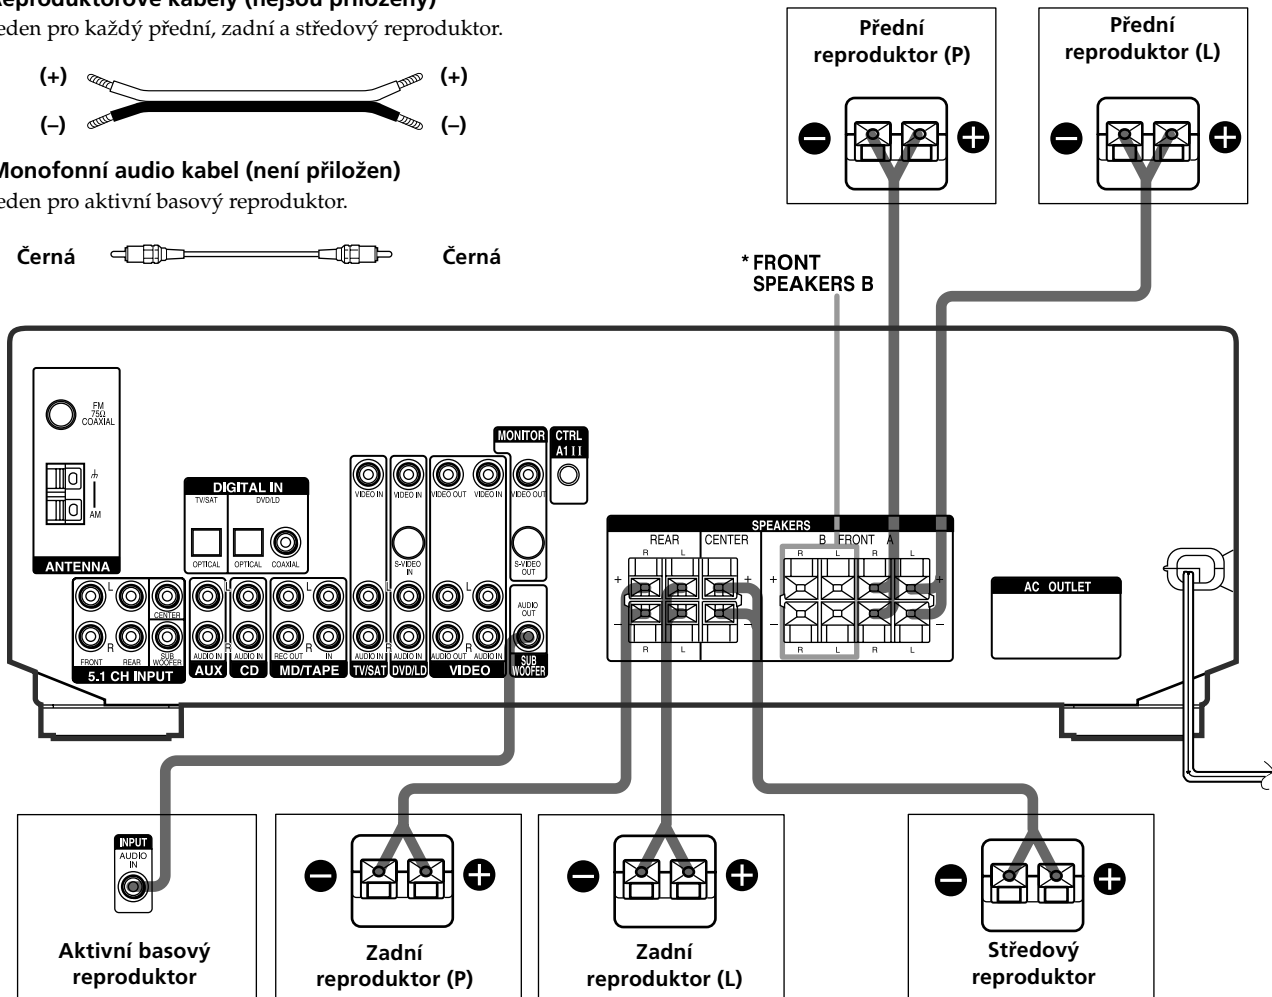 Reproduktorové kabely (nejsou přiloženy)
eden pro každý přední, zadní a středový reproduktor.
(+) (+)
(–) (–)
Monofonní audio kabel (není přiložen)
eden pro aktivní basový reproduktor.
Černá Černá
Přední
reproduktor (P)
Přední
reproduktor (L)
* FRONT
SPEAKERS B
FM
75Ω
COAXIAL
AM
ANTENNA
DIGITAL IN
TV/SAT DVD/LD
OPTICAL OPTICAL COAXIAL
MONITOR
CTRL
A1 II
VIDEO IN VIDEO IN VIDEO OUT VIDEO IN VIDEO OUT
S-VIDEO
IN
S-VIDEO
OUT
AUDIO
OUT
L L L L
CENTER
R R R R
FRONT REAR SUB
WOOFER
AUDIO IN AUDIO IN REC OUT IN AUDIO IN AUDIO IN AUDIO OUT AUDIO IN
5.1 CH INPUT AUX CD MD/TAPE TV/SAT DVD/LD VIDEO SUB
WOOFER
SPEAKERS
REAR CENTER B FRONT A
R L R L R L
+ + – +
– – – –
R L R L R L
AC OUTLET
INPUT
AUDIO
IN
Aktivní basový
reproduktor
Zadní
reproduktor (P)
Zadní
reproduktor (L)
Středový
reproduktor